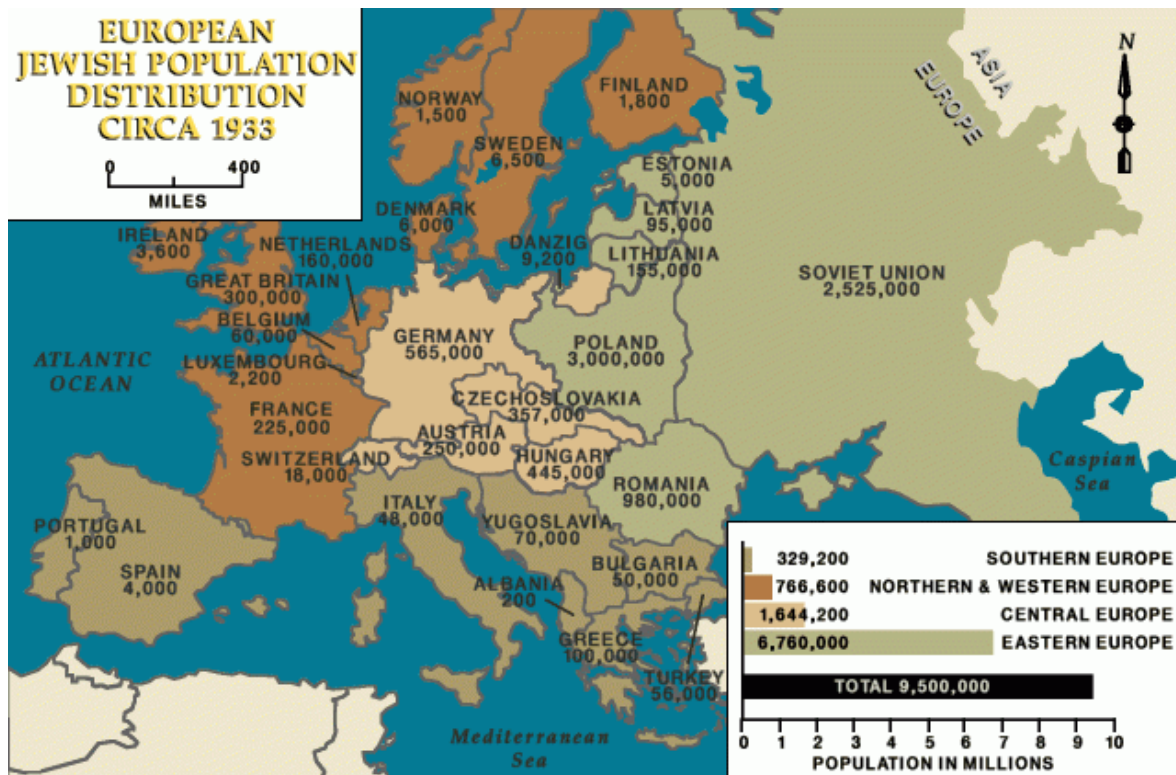 EUROPEAN
JEWISH POPULATION
DISTRIBUTION
CIRCA 1933
0 400
MILES
N
ASIA
EUROPE
FINLAND
1,800
NORWAY
1,500
SWEDEN
6,500
ESTONIA
5,000
LATVIA
95,000
LITHUANIA
155,000
DENMARK
6,000
DANZIG
9,200
IRELAND
3,600
NETHERLANDS
160,000
GREAT BRITAIN
300,000
BELGIUM
60,000
LUXEMBOURG
2,200
GERMANY
565,000
POLAND
3,000,000
SOVIET UNION
2,525,000
ATLANTIC
OCEAN
FRANCE
225,000
CZECHOSLOVAKIA
357,000
AUSTRIA
250,000
HUNGARY
445,000
SWITZERLAND
18,000
ROMANIA
980,000
Caspian
Sea
PORTUGAL
1,000
SPAIN
4,000
ITALY
48,000
YUGOSLAVIA
70,000
BULGARIA
50,000
ALBANIA
200
GREECE
100,000
TURKEY
56,000
Mediterranean
Sea
329,200 SOUTHERN EUROPE
766,600 NORTHERN & WESTERN EUROPE
1,644,200 CENTRAL EUROPE
6,760,000 EASTERN EUROPE
TOTAL 9,500,000
0 1 2 3 4 5 6 7 8 9 10
POPULATION IN MILLIONS